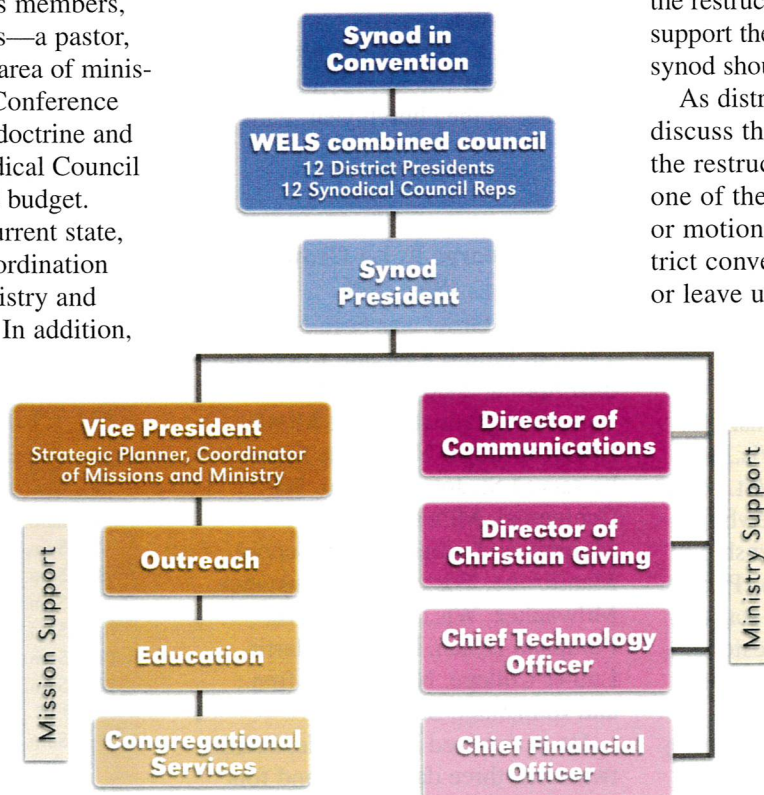 s members,
s—a pastor,
area of minis-
Conference
doctrine and
dical Council
budget.
urrent state,
ordination
istry and
In addition,
Synod in
Convention
WELS combined council
12 District Presidents
12 Synodical Council Reps
Synod
President
Vice President
Strategic Planner, Coordinator
of Missions and Ministry
Mission Support
Outreach
Education
Congregational
Services
Director of
Communications
Director of
Christian Giving
Chief Technology
Officer
Chief Financial
Officer
Ministry Support
the restruc
support the
synod shou
As distr
discuss th
the restruc
one of the
or motion
trict conve
or leave u